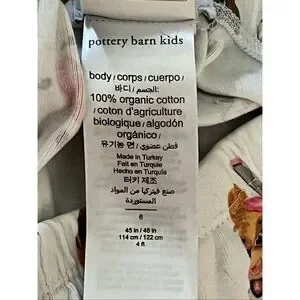 pottery barn kids
body / corps / cuerpo /
바디 / الجسم:
100% organic cotton
/ coton d'agriculture
biologique / algodón
orgánico /
유기농 면 / قطن عضوي
Made in Turkey
Fait en Turquie
Hecho en Turquía
터키 제조
صنع في تركيا من المواد
المستوردة
6
45 in / 48 in
114 cm / 122 cm
4 ft